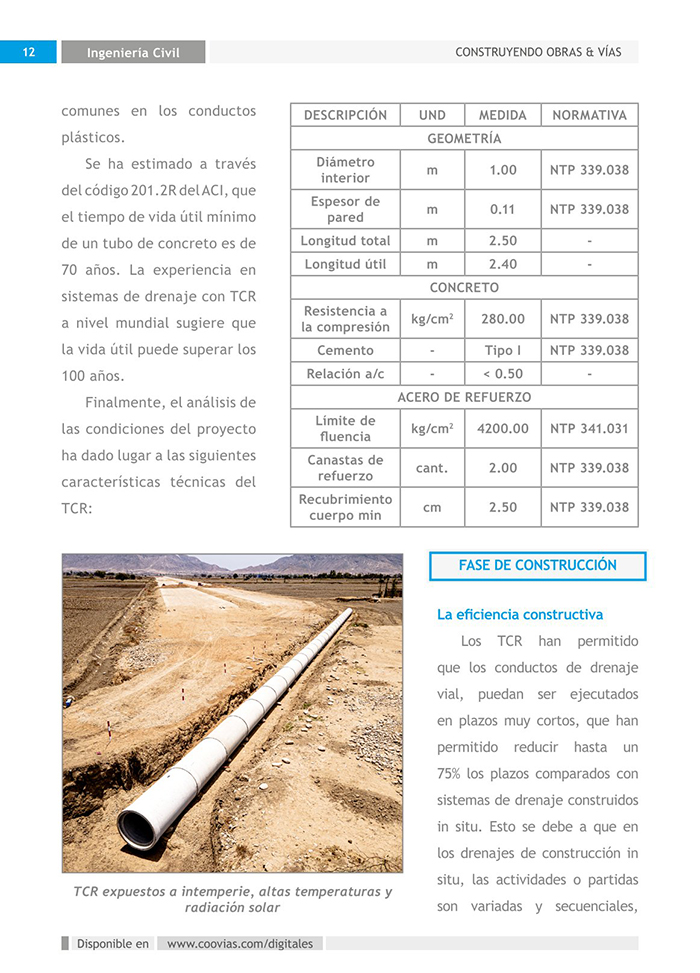 12
Ingeniería Civil
CONSTRUYENDO OBRAS & VÍAS
comunes en los conductos
plásticos.
Se ha estimado a través
del código 201.2R del ACI, que
el tiempo de vida útil mínimo
de un tubo de concreto es de
70 años. La experiencia en
sistemas de drenaje con TCR
a nivel mundial sugiere que
la vida útil puede superar los
100 años.
Finalmente, el análisis de
las condiciones del proyecto
ha dado lugar a las siguientes
características técnicas del
TCR:
DESCRIPCIÓN UND MEDIDA NORMATIVA
GEOMETRÍA
Diámetro
interior m 1.00 NTP 339.038
Espesor de
pared m 0.11 NTP 339.038
Longitud total m 2.50 -
Longitud útil m 2.40 -
CONCRETO
Resistencia a
la compresión kg/cm² 280.00 NTP 339.038
Cemento - Tipo I NTP 339.038
Relación a/c - < 0.50 -
ACERO DE REFUERZO
Límite de
fluencia kg/cm² 4200.00 NTP 341.031
Canastas de
refuerzo cant. 2.00 NTP 339.038
Recubrimiento
cuerpo min cm 2.50 NTP 339.038
TCR expuestos a intemperie, altas temperaturas y
radiación solar
FASE DE CONSTRUCCIÓN
La eficiencia constructiva
Los TCR han permitido
que los conductos de drenaje
vial, puedan ser ejecutados
en plazos muy cortos, que han
permitido reducir hasta un
75% los plazos comparados con
sistemas de drenaje construidos
in situ. Esto se debe a que en
los drenajes de construcción in
situ, las actividades o partidas
son variadas y secuenciales,
Disponible en www.coovias.com/digitales